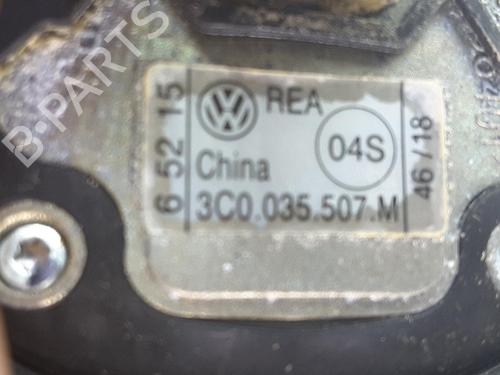 REA
04S
China
3C0.035.507.M
6 52 15
46/18
B-PARTS